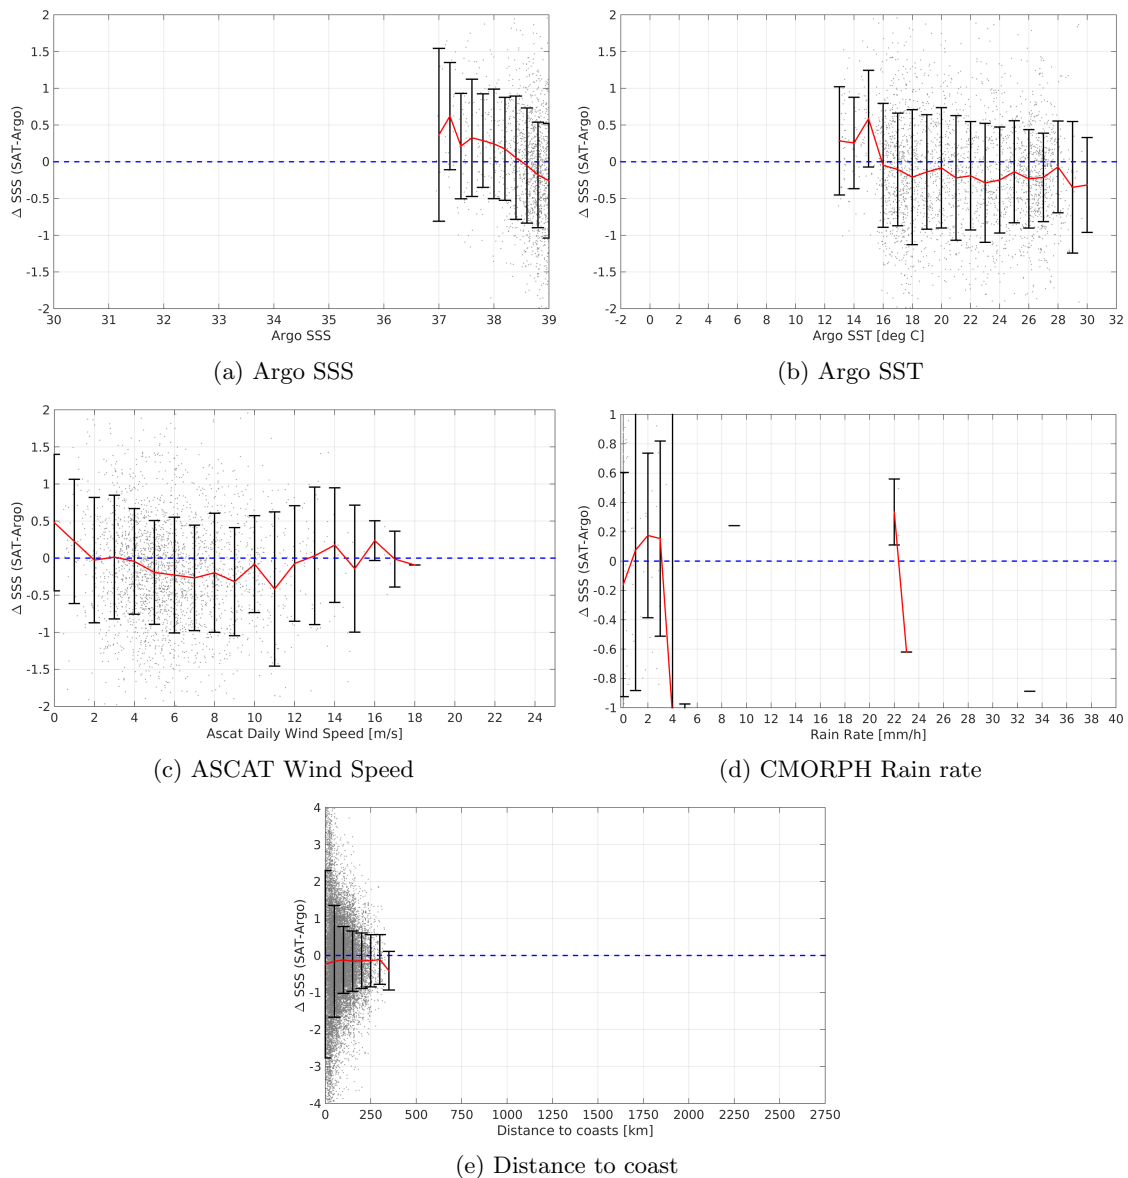 2
1.5
1
0.5
0
-0.5
-1
-1.5
-2
Δ SSS (SAT-Argo)
30 31 32 33 34 35 36 37 38 39
Argo SSS
(a) Argo SSS
2
1.5
1
0.5
0
-0.5
-1
-1.5
-2
Δ SSS (SAT-Argo)
-2 0 2 4 6 8 10 12 14 16 18 20 22 24 26 28 30 32
Argo SST [deg C]
(b) Argo SST
2
1.5
1
0.5
0
-0.5
-1
-1.5
-2
Δ SSS (SAT-Argo)
0 2 4 6 8 10 12 14 16 18 20 22 24
Ascat Daily Wind Speed [m/s]
(c) ASCAT Wind Speed
1
0.8
0.6
0.4
0.2
0
-0.2
-0.4
-0.6
-0.8
-1
Δ SSS (SAT-Argo)
0 2 4 6 8 10 12 14 16 18 20 22 24 26 28 30 32 34 36 38 40
Rain Rate [mm/h]
(d) CMORPH Rain rate
4
3
2
1
0
-1
-2
-3
-4
Δ SSS (SAT-Argo)
0 250 500 750 1000 1250 1500 1750 2000 2250 2500 2750
Distance to coasts [km]
(e) Distance to coast